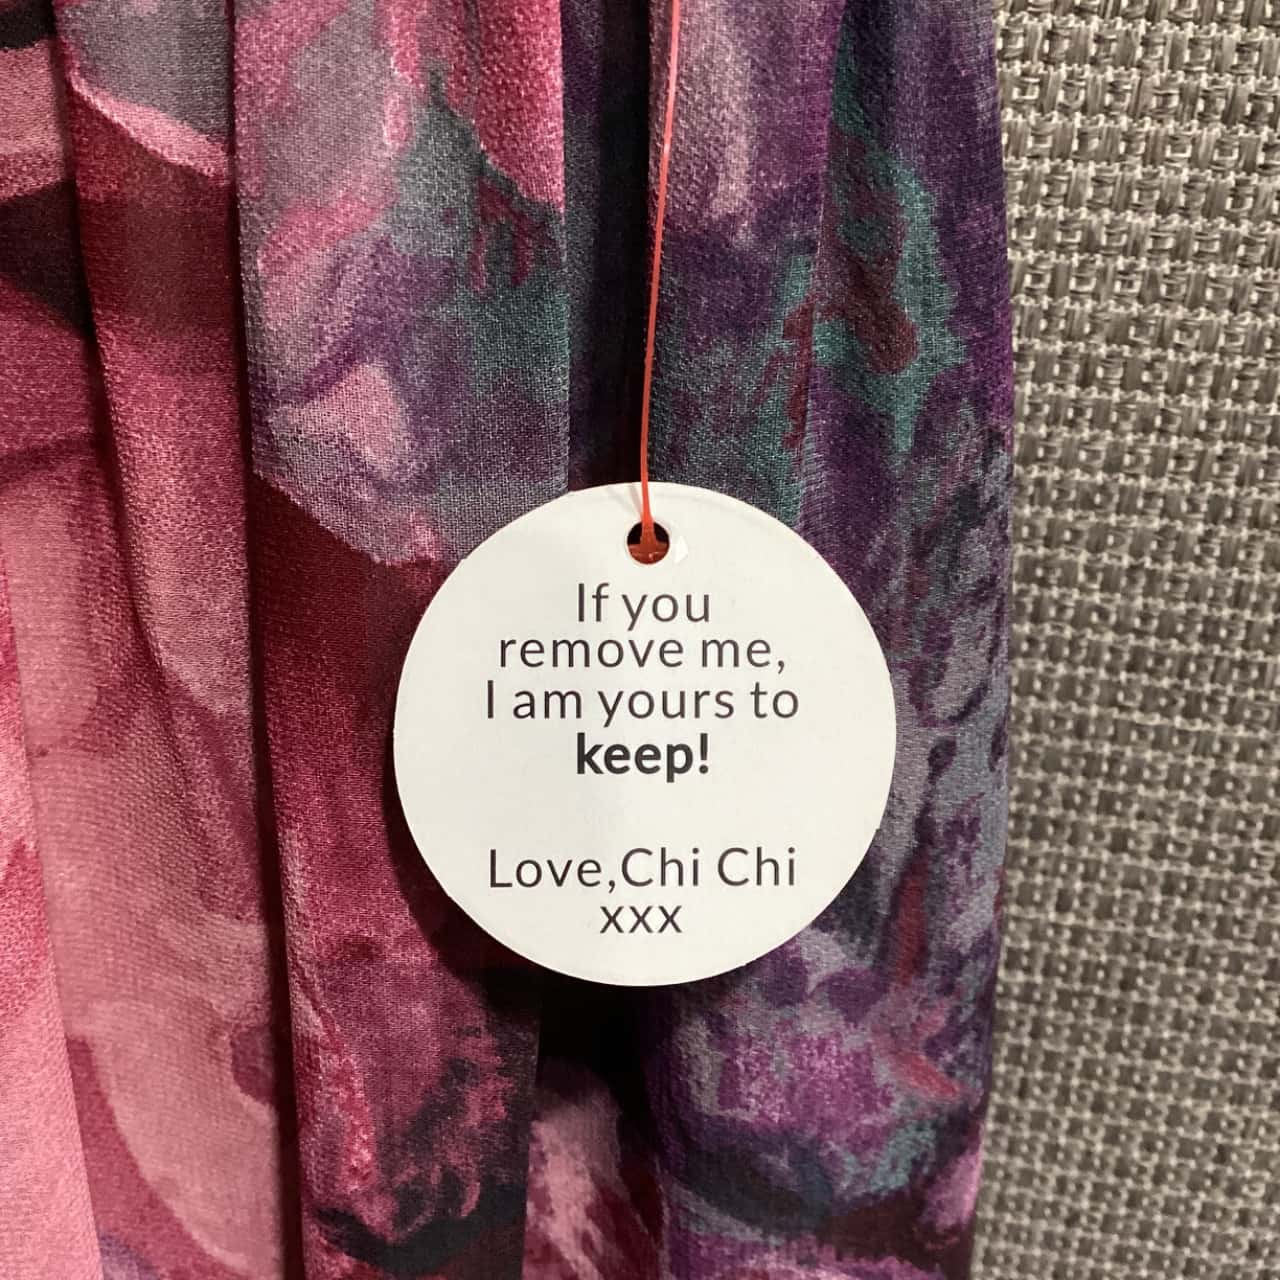 If you
remove me,
I am yours to
keep!
Love,Chi Chi
xxx